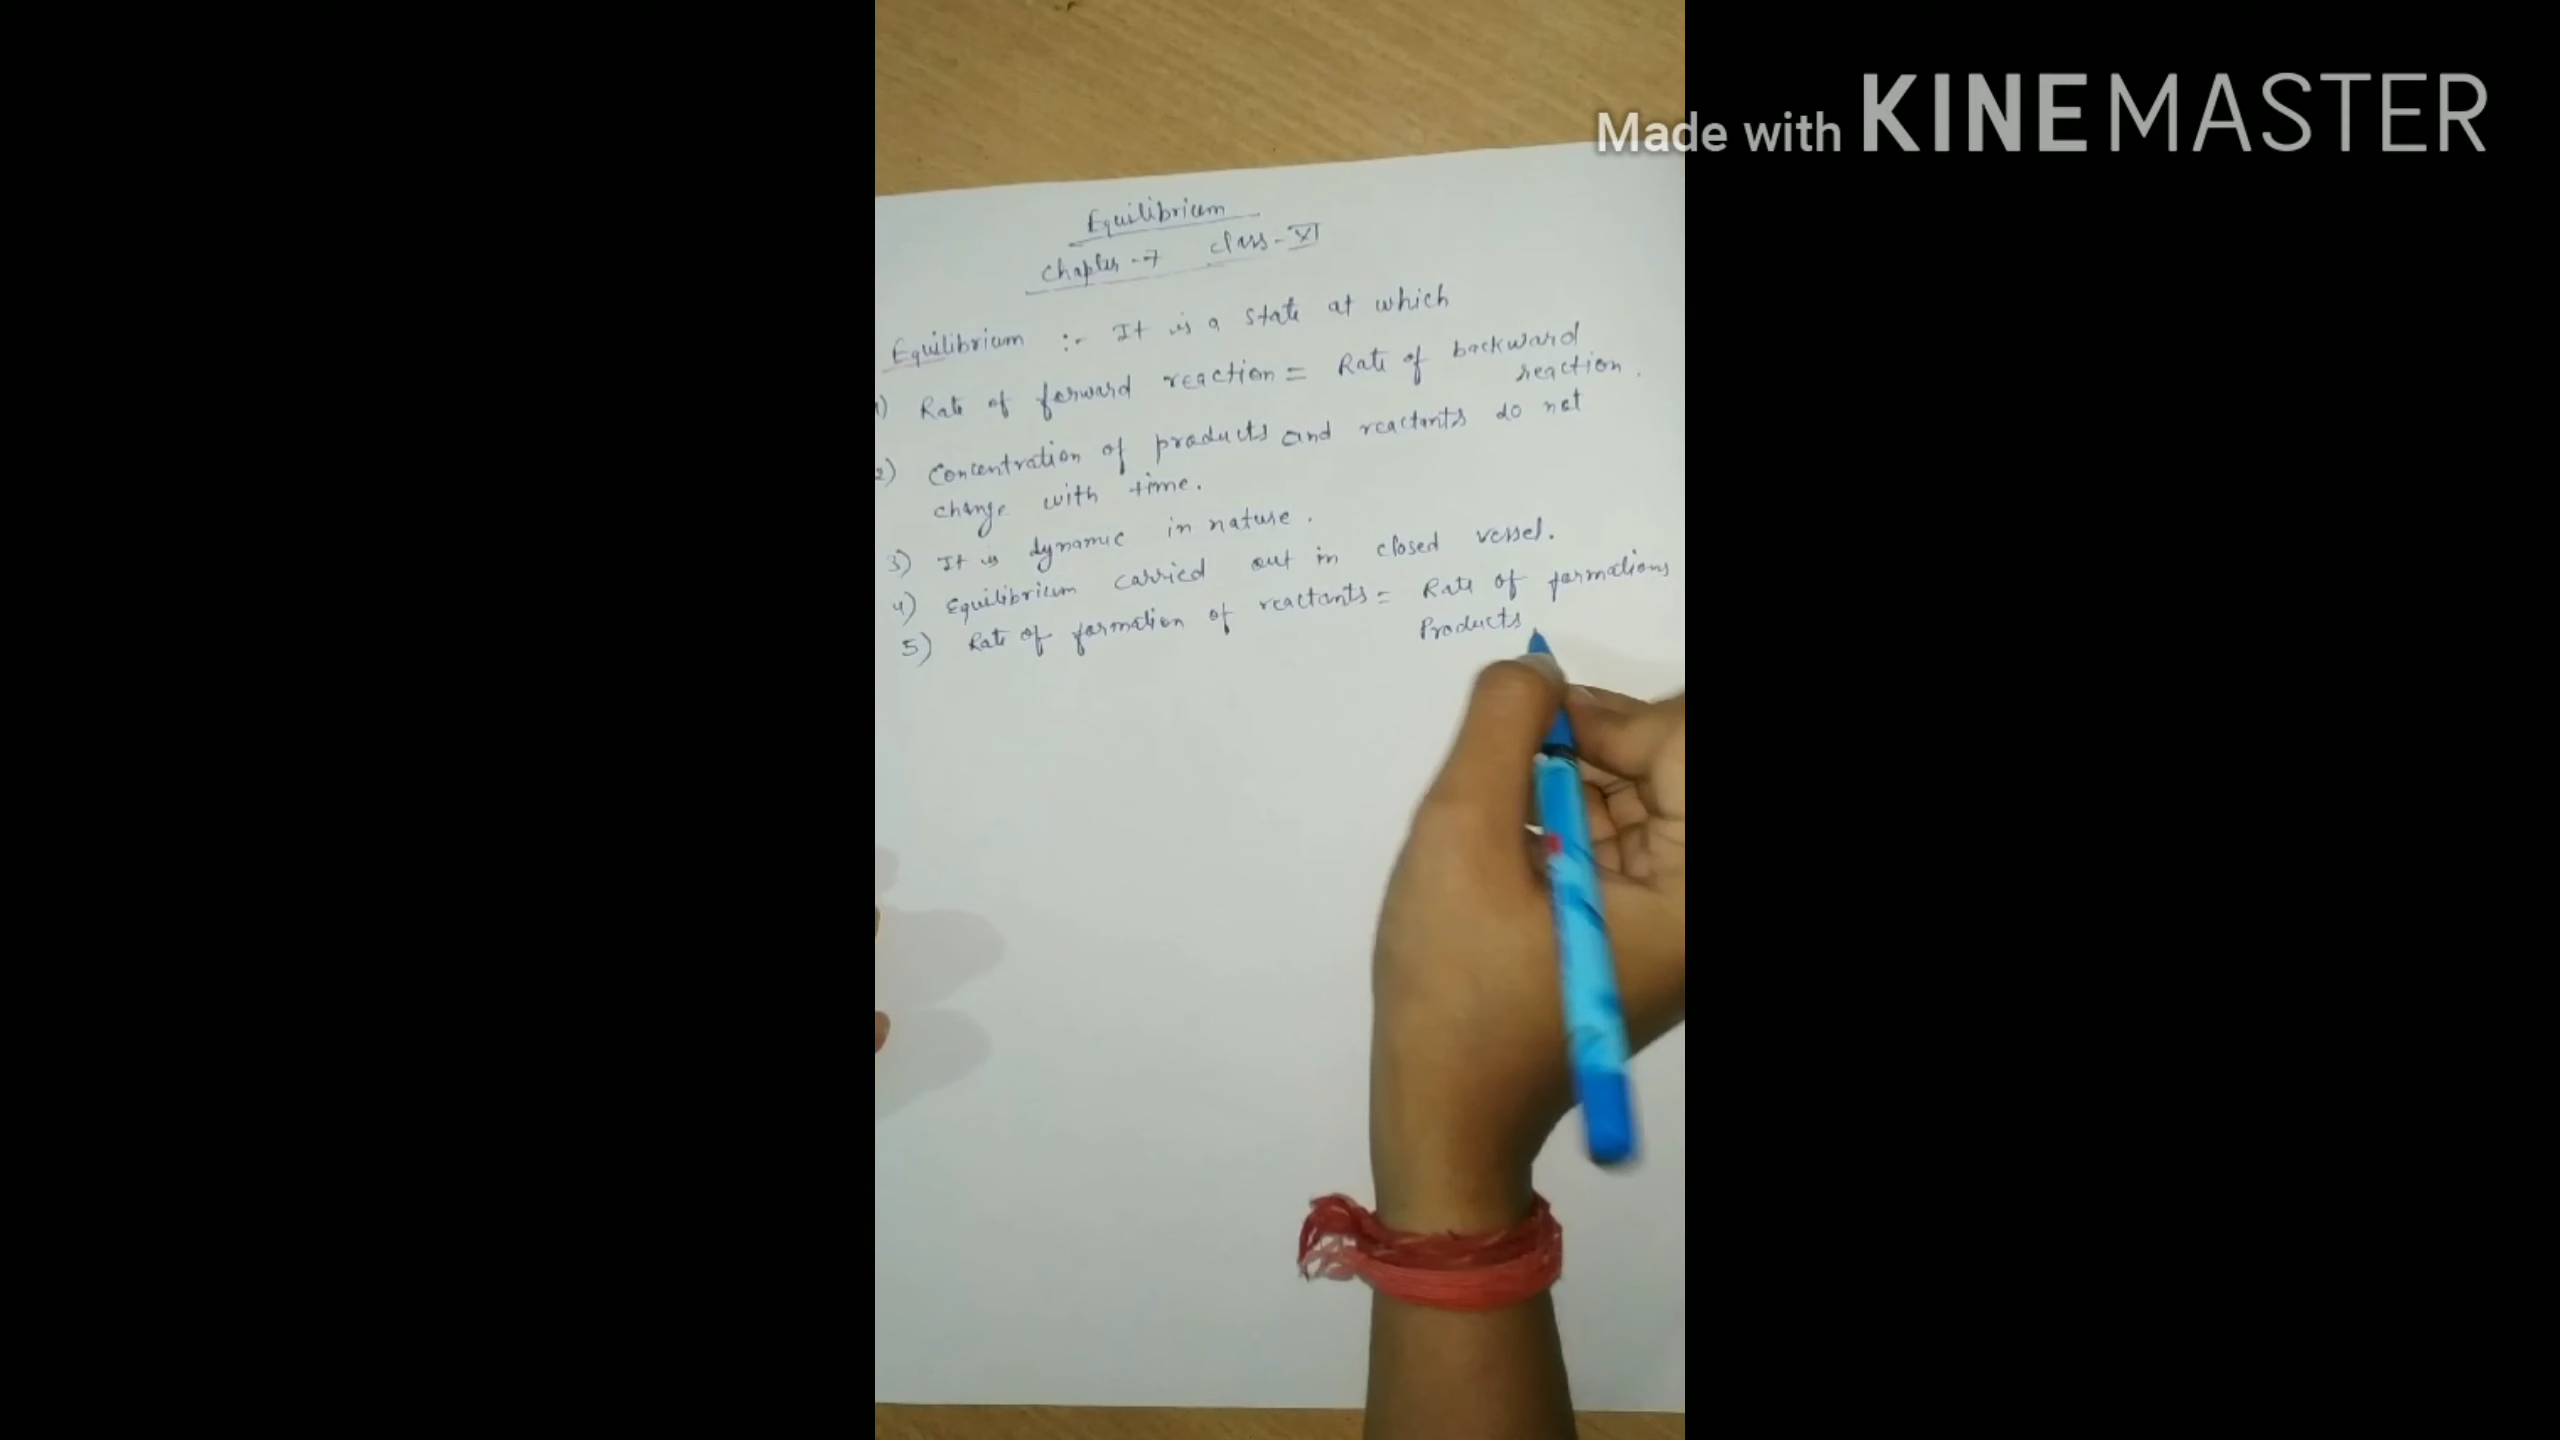 Made with KINEMASTER
Equilibrium
Chapter - 7 Class - XI
Equilibrium :- It is a state at which
1) Rate of forward reaction = Rate of backward
reaction.
2) Concentration of products and reactants do not
change with time.
3) It is dynamic in nature.
4) Equilibrium carried out in closed vessel.
5) Rate of formation of reactants = Rate of formations
Products